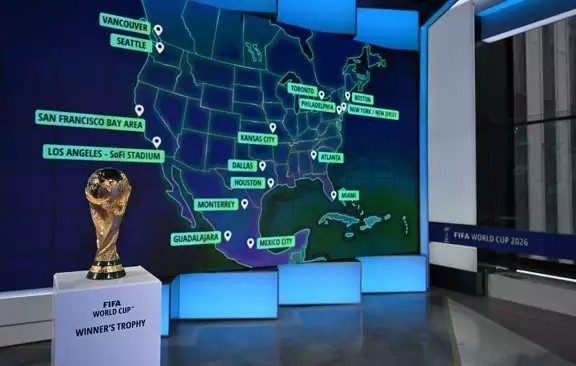 VANCOUVER
SEATTLE
TORONTO
BOSTON
PHILADELPHIA
NEW YORK / NEW JERSEY
SAN FRANCISCO BAY AREA
KANSAS CITY
LOS ANGELES - SoFi STADIUM
ATLANTA
DALLAS
HOUSTON
MIAMI
MONTERREY
GUADALAJARA
MEXICO CITY
FIFA WORLD CUP 2026
FIFA
WORLD CUP™
WINNER'S TROPHY